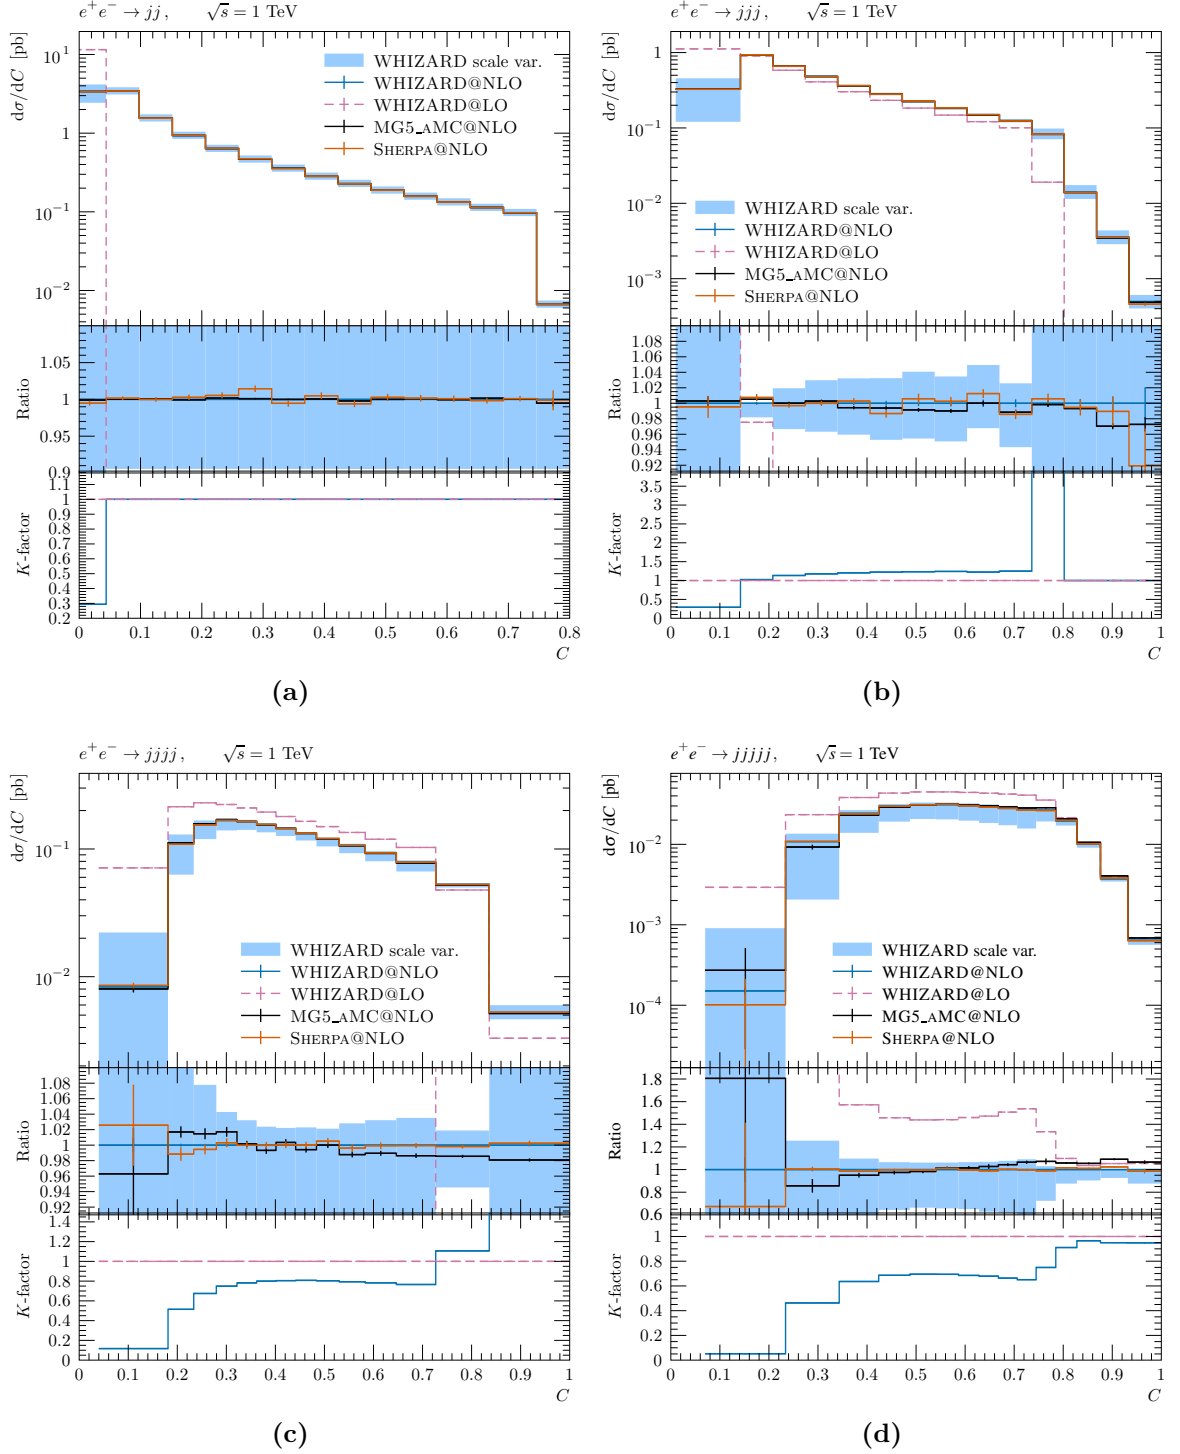 e⁺e⁻ → jj , √s = 1 TeV
dσ/dC [pb]
10¹
1
10⁻¹
10⁻²
WHIZARD scale var.
WHIZARD@NLO
WHIZARD@LO
MG5_AMC@NLO
SHERPA@NLO
Ratio
1.05
1
0.95
0.9
K-factor
1.1
1
0.9
0.8
0.7
0.6
0.5
0.4
0.3
0.2
0 0.1 0.2 0.3 0.4 0.5 0.6 0.7 0.8
C
(a)
e⁺e⁻ → jjj , √s = 1 TeV
dσ/dC [pb]
1
10⁻¹
10⁻²
10⁻³
WHIZARD scale var.
WHIZARD@NLO
WHIZARD@LO
MG5_AMC@NLO
SHERPA@NLO
Ratio
1.08
1.06
1.04
1.02
1
0.98
0.96
0.94
0.92
K-factor
3.5
3
2.5
2
1.5
1
0.5
0
0 0.1 0.2 0.3 0.4 0.5 0.6 0.7 0.8 0.9 1
C
(b)
e⁺e⁻ → jjjj , √s = 1 TeV
dσ/dC [pb]
10⁻¹
10⁻²
WHIZARD scale var.
WHIZARD@NLO
WHIZARD@LO
MG5_AMC@NLO
SHERPA@NLO
Ratio
1.08
1.06
1.04
1.02
1
0.98
0.96
0.94
0.92
K-factor
1.4
1.2
1
0.8
0.6
0.4
0.2
0
0 0.1 0.2 0.3 0.4 0.5 0.6 0.7 0.8 0.9 1
C
(c)
e⁺e⁻ → jjjjj, √s = 1 TeV
dσ/dC [pb]
10⁻²
10⁻³
10⁻⁴
WHIZARD scale var.
WHIZARD@NLO
WHIZARD@LO
MG5_AMC@NLO
SHERPA@NLO
Ratio
1.8
1.6
1.4
1.2
1
0.8
0.6
K-factor
1
0.8
0.6
0.4
0.2
0
0 0.1 0.2 0.3 0.4 0.5 0.6 0.7 0.8 0.9 1
C
(d)